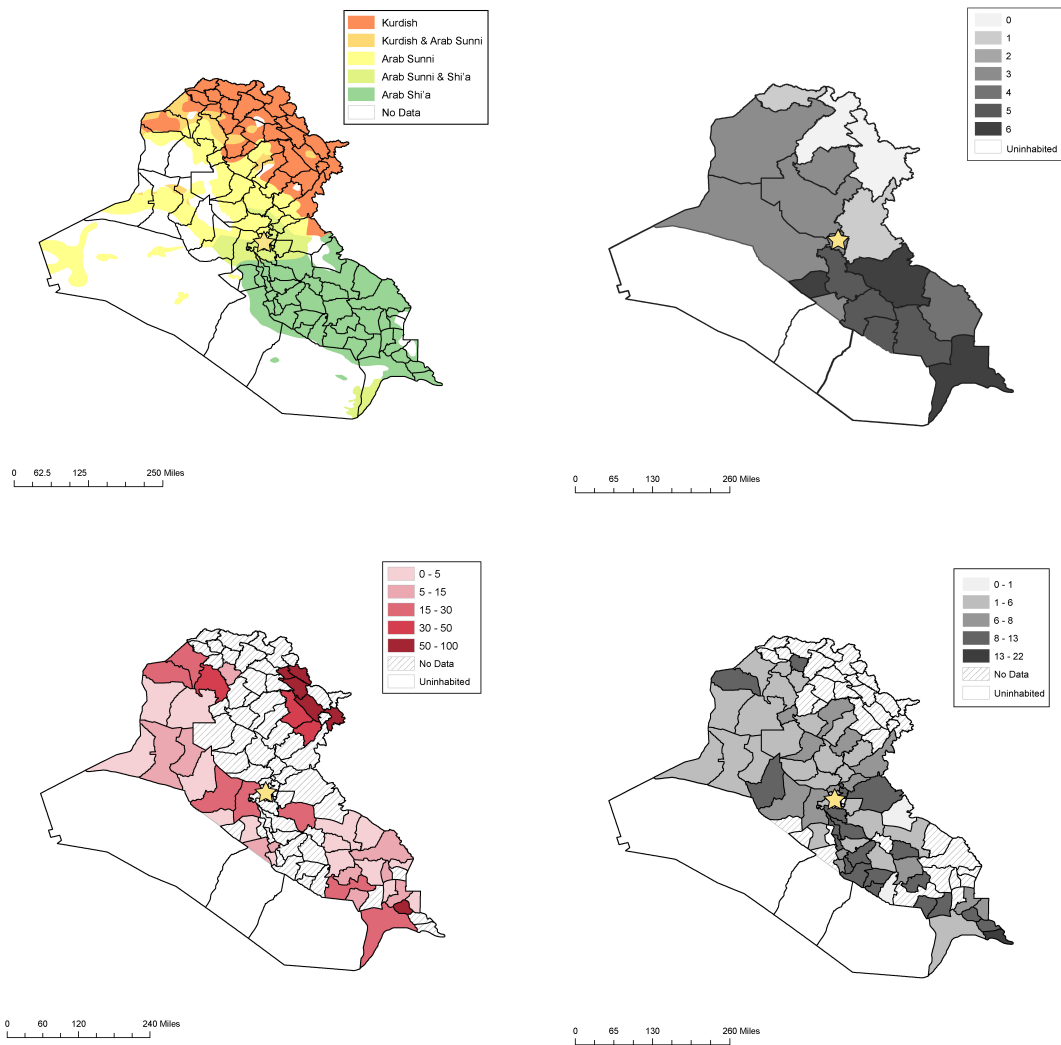 Kurdish
Kurdish & Arab Sunni
Arab Sunni
Arab Sunni & Shi'a
Arab Shi'a
No Data
0 62.5 125 250 Miles
0
1
2
3
4
5
6
Uninhabited
0 65 130 260 Miles
0 - 5
5 - 15
15 - 30
30 - 50
50 - 100
No Data
Uninhabited
0 60 120 240 Miles
0 - 1
1 - 6
6 - 8
8 - 13
13 - 22
No Data
Uninhabited
0 65 130 260 Miles